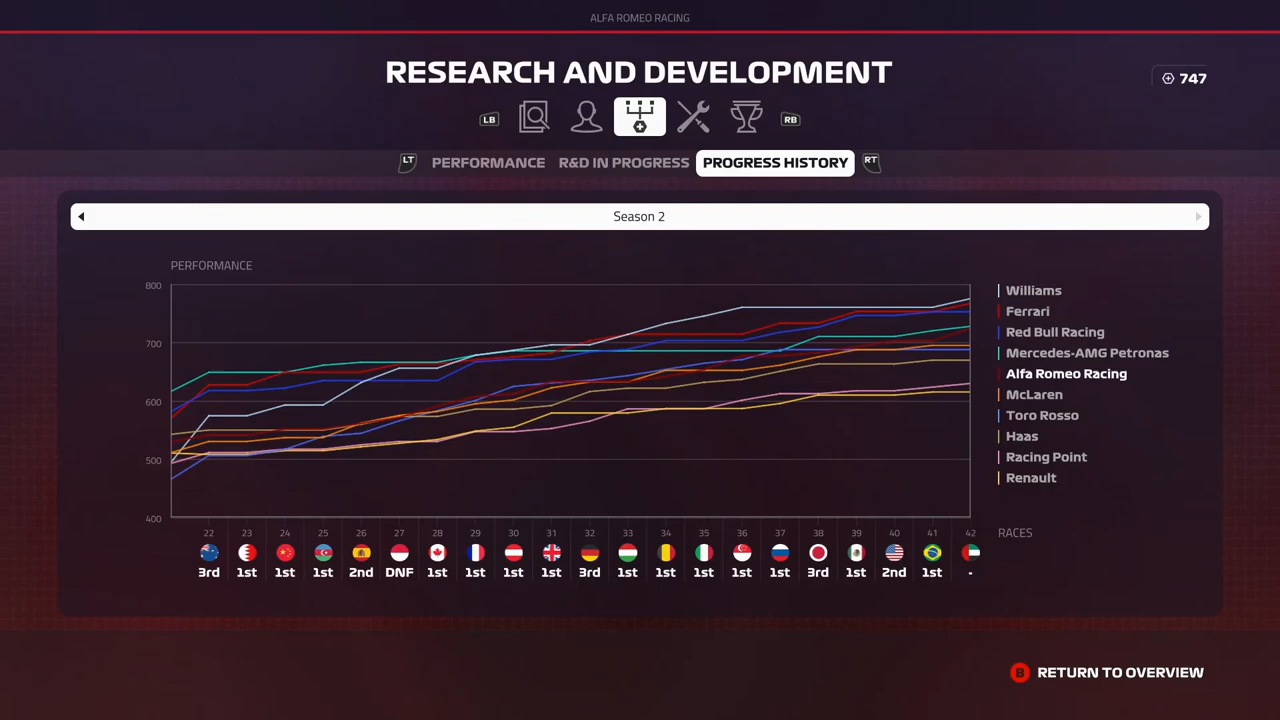 ALFA ROMEO RACING
RESEARCH AND DEVELOPMENT
747
LB RB
LT PERFORMANCE R&D IN PROGRESS PROGRESS HISTORY RT
Season 2
PERFORMANCE
800
700
600
500
400
Williams
Ferrari
Red Bull Racing
Mercedes-AMG Petronas
Alfa Romeo Racing
McLaren
Toro Rosso
Haas
Racing Point
Renault
22 23 24 25 26 27 28 29 30 31 32 33 34 35 36 37 38 39 40 41 42 RACES
3rd 1st 1st 1st 2nd DNF 1st 1st 1st 1st 3rd 1st 1st 1st 1st 1st 3rd 1st 2nd 1st -
B RETURN TO OVERVIEW